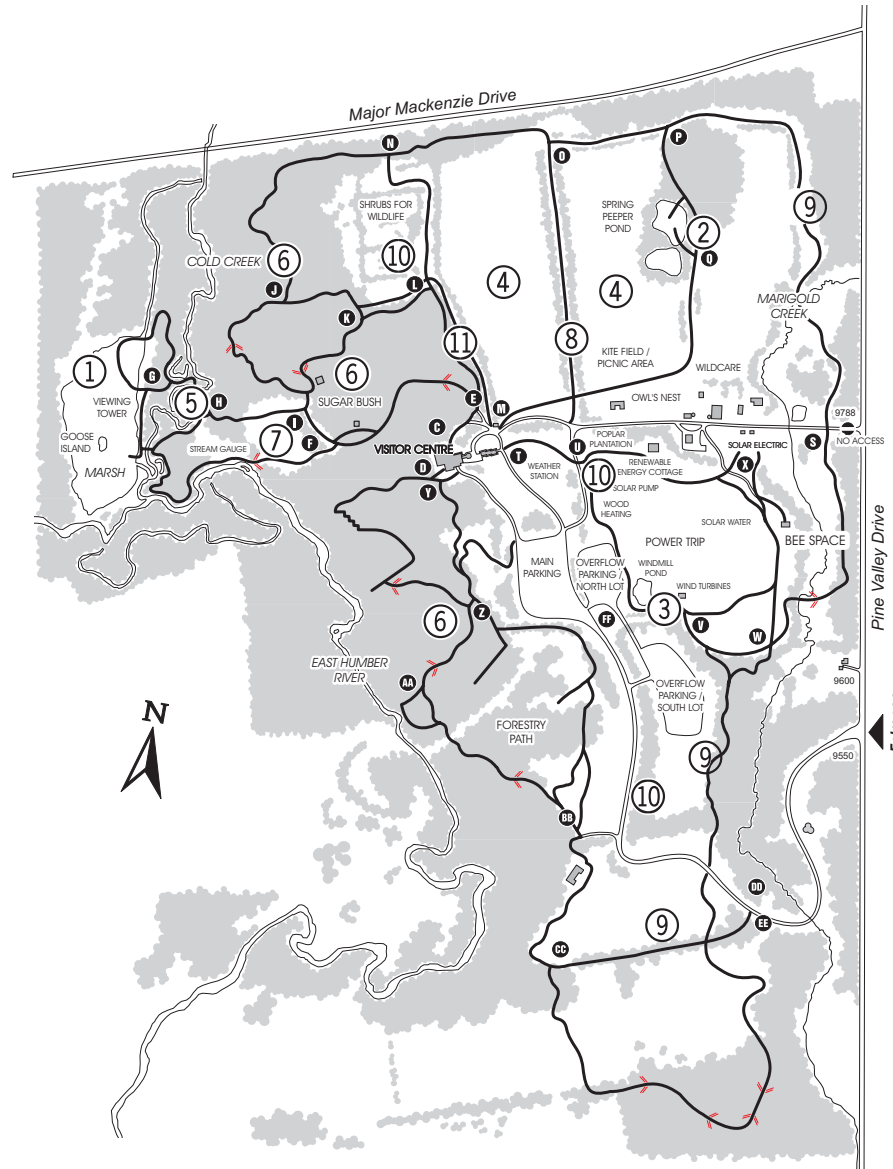 Major Mackenzie Drive
N
O
P
9
SHRUBS FOR
WILDLIFE
SPRING
PEEPER
POND
2
Q
COLD CREEK
6
10
J
L
K
4
4
MARIGOLD
CREEK
11
8
KITE FIELD /
PICNIC AREA
WILDCARE
1
G
VIEWING
TOWER
5
H
6
SUGAR BUSH
E
M
OWL'S NEST
9788
NO ACCESS
GOOSE
ISLAND
MARSH
STREAM GAUGE
7
I
F
C
VISITOR CENTRE
D
Y
T
WEATHER
STATION
U
POPLAR
PLANTATION
RENEWABLE
ENERGY COTTAGE
SOLAR ELECTRIC
X
S
10
SOLAR PUMP
WOOD
HEATING
SOLAR WATER
POWER TRIP
BEE SPACE
MAIN
PARKING
OVERFLOW
PARKING /
NORTH LOT
WINDMILL
POND
WIND TURBINES
3
Pine Valley Drive
6
Z
FF
V
W
EAST HUMBER
RIVER
AA
9600
OVERFLOW
PARKING /
SOUTH LOT
FORESTRY
PATH
N
9
9550
10
BB
DD
EE
9
CC